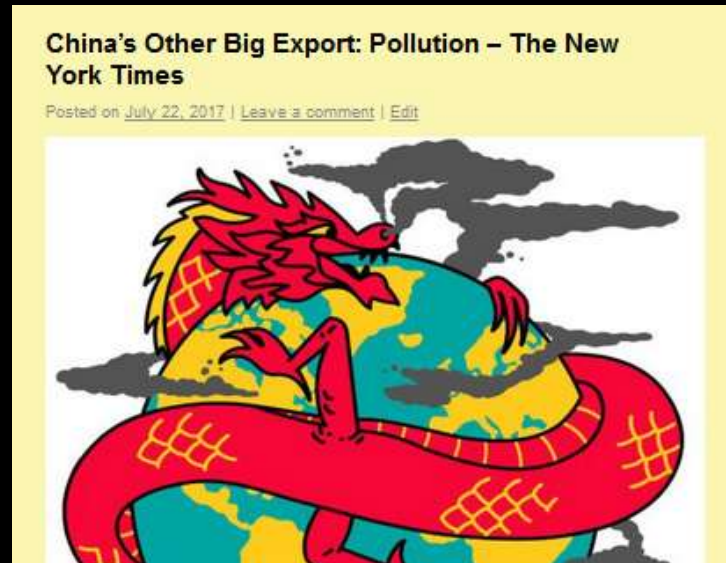 China's Other Big Export: Pollution – The New
York Times
Posted on July 22, 2017 | Leave a comment | Edit